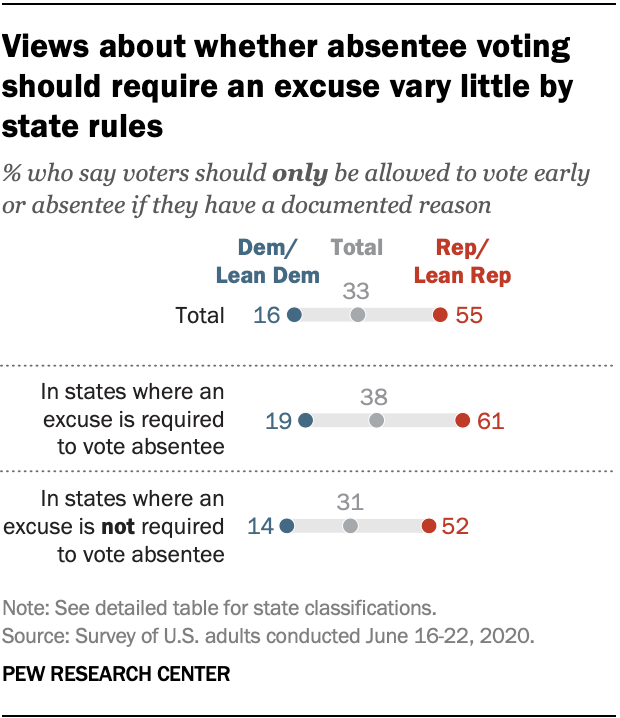 Views about whether absentee voting
should require an excuse vary little by
state rules
% who say voters should only be allowed to vote early
or absentee if they have a documented reason
Dem/
Lean Dem
Total
Rep/
Lean Rep
33
Total 16 55
In states where an
excuse is required
to vote absentee
38
19 61
In states where an
excuse is not required
to vote absentee
31
14 52
Note: See detailed table for state classifications.
Source: Survey of U.S. adults conducted June 16-22, 2020.
PEW RESEARCH CENTER